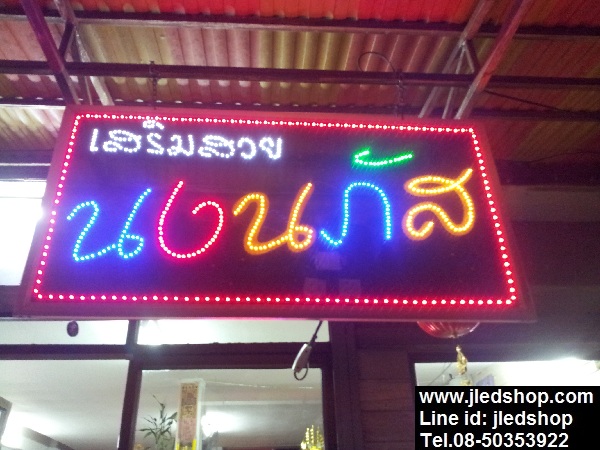 เสริมสวย
นงนภัส
www.jledshop.com
Line id: jledshop
Tel.08-50353922